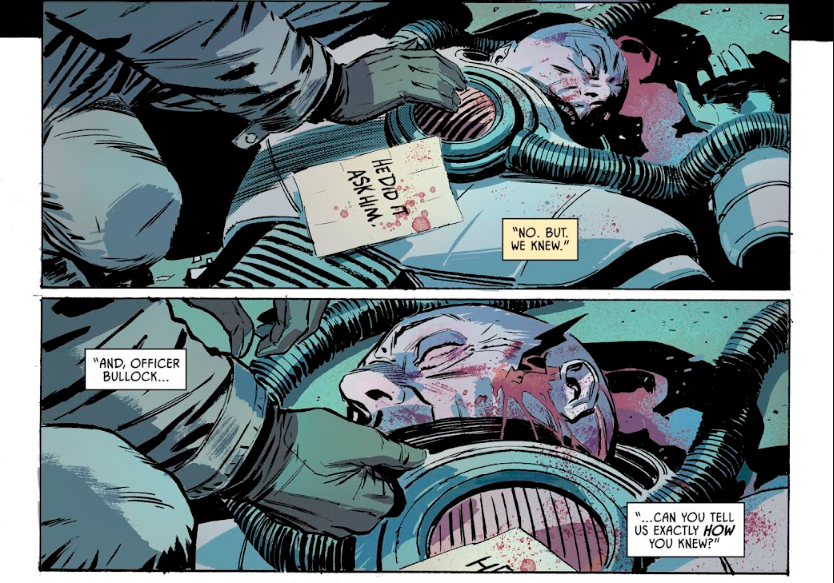 HE DID IT
ASK HIM.
"NO. BUT.
WE KNEW."
"AND, OFFICER
BULLOCK...
"...CAN YOU TELL
US EXACTLY HOW
YOU KNEW?"
HE